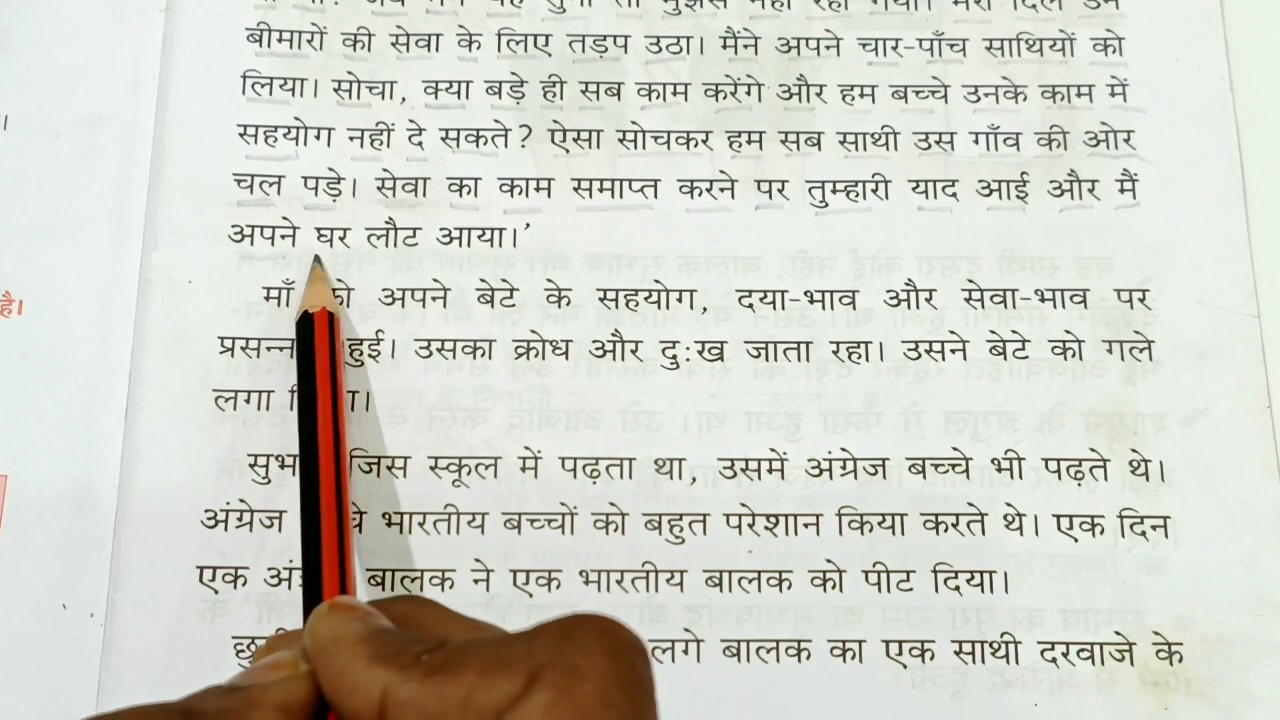 बीमारों की सेवा के लिए तड़प उठा। मैंने अपने चार-पाँच साथियों को
लिया। सोचा, क्या बड़े ही सब काम करेंगे और हम बच्चे उनके काम में
सहयोग नहीं दे सकते? ऐसा सोचकर हम सब साथी उस गाँव की ओर
चल पड़े। सेवा का काम समाप्त करने पर तुम्हारी याद आई और मैं
अपने घर लौट आया।’
माँ को अपने बेटे के सहयोग, दया-भाव और सेवा-भाव पर
प्रसन्न हुई। उसका क्रोध और दुःख जाता रहा। उसने बेटे को गले
लगा
जिस स्कूल में पढ़ता था, उसमें अंग्रेज बच्चे भी पढ़ते थे।
अंग्रेज भारतीय बच्चों को बहुत परेशान किया करते थे। एक दिन
एक बालक ने एक भारतीय बालक को पीट दिया।
लगे बालक का एक साथी दरवाजे के
है।